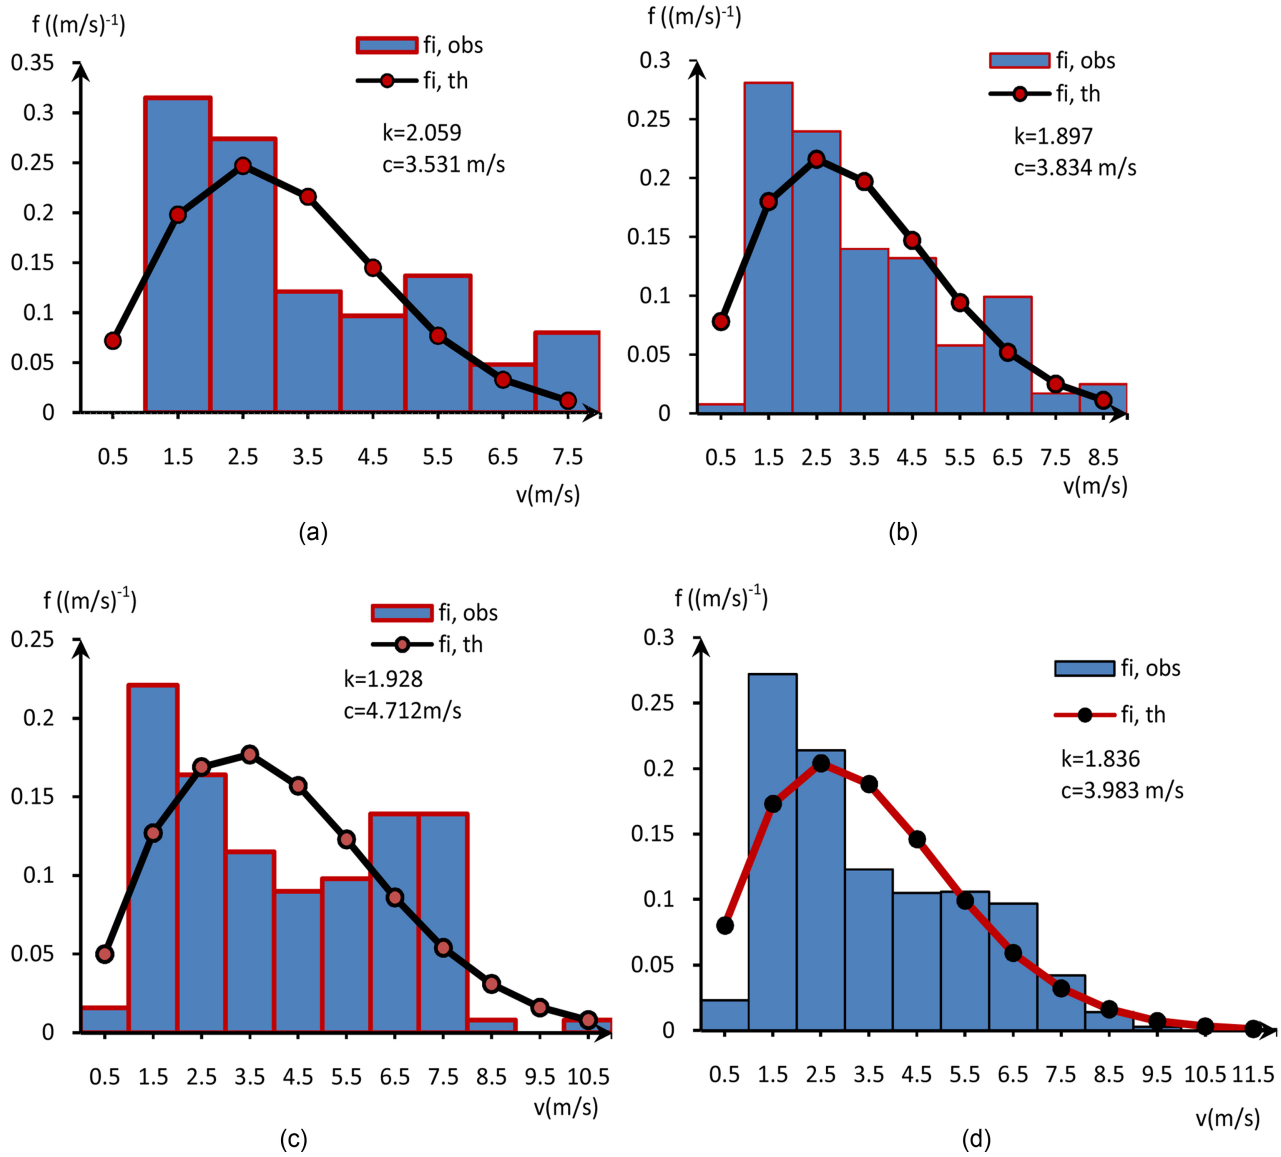 f ((m/s)-1)
fi, obs
fi, th
k=2.059
c=3.531 m/s
0.35
0.3
0.25
0.2
0.15
0.1
0.05
0
0.5 1.5 2.5 3.5 4.5 5.5 6.5 7.5
v(m/s)
(a)
f ((m/s)-1)
fi, obs
fi, th
k=1.897
c=3.834 m/s
0.3
0.25
0.2
0.15
0.1
0.05
0
0.5 1.5 2.5 3.5 4.5 5.5 6.5 7.5 8.5
v(m/s)
(b)
f ((m/s)-1)
fi, obs
fi, th
k=1.928
c=4.712m/s
0.25
0.2
0.15
0.1
0.05
0
0.5 1.5 2.5 3.5 4.5 5.5 6.5 7.5 8.5 9.5 10.5
v(m/s)
(c)
f ((m/s)-1)
fi, obs
fi, th
k=1.836
c=3.983 m/s
0.3
0.25
0.2
0.15
0.1
0.05
0
0.5 1.5 2.5 3.5 4.5 5.5 6.5 7.5 8.5 9.5 10.5 11.5
v(m/s)
(d)